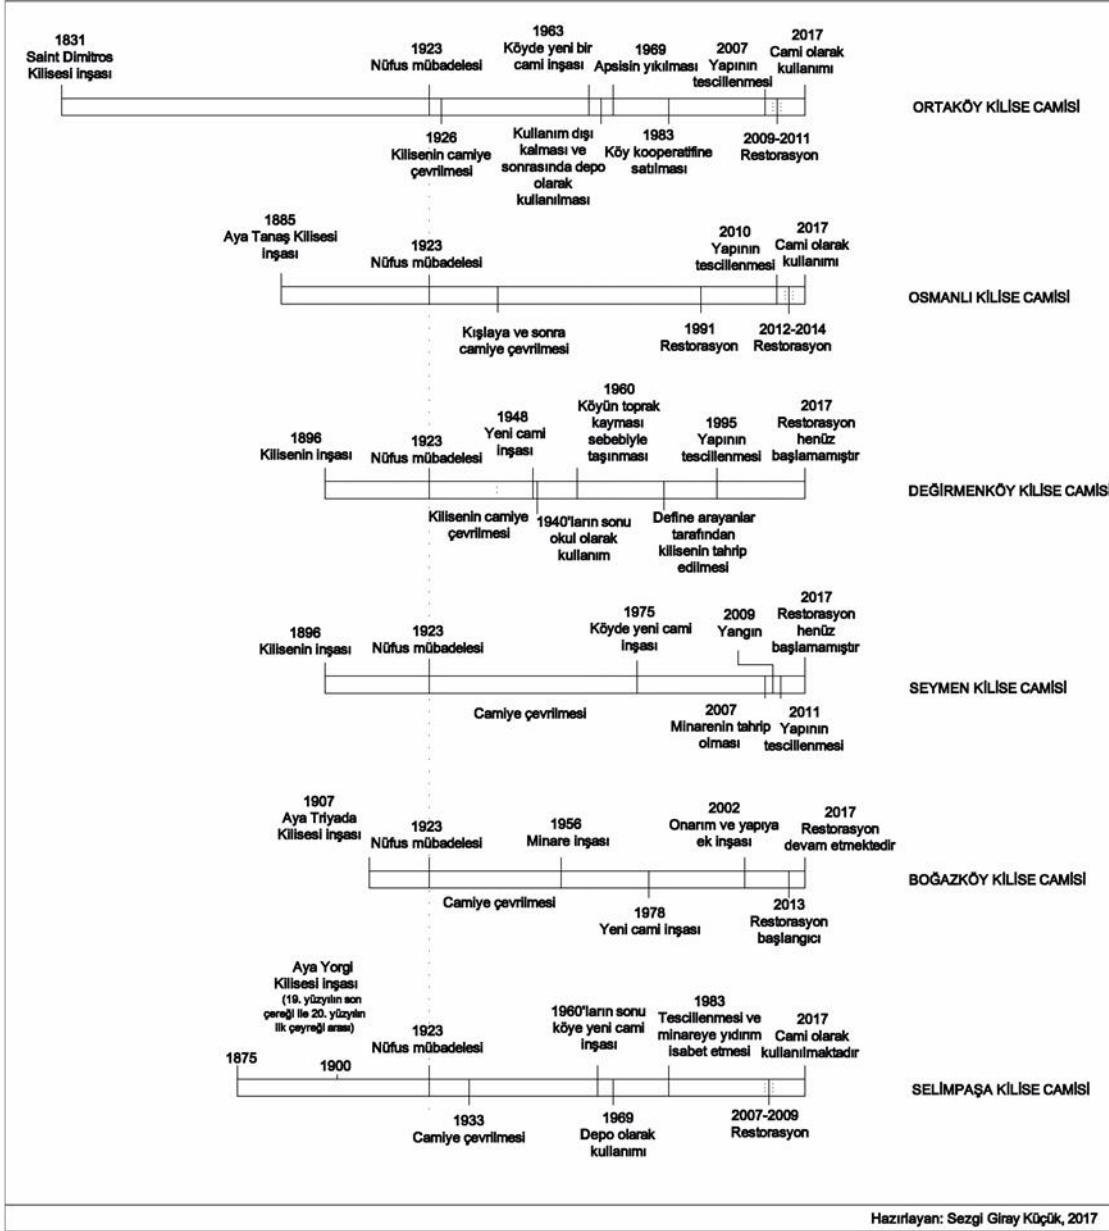 1831
Saint Dimitros
Kilisesi inşası
1923
Nüfus mübadelesi
1963
Köyde yeni bir
cami inşası
1969
Apsisin yıkılması
2007
Yapının
tescillenmesi
2017
Cami olarak
kullanımı
ORTAKÖY KİLİSE CAMİSİ
1926
Kilisenin camiye
çevrilmesi
Kullanım dışı
kalması ve
sonrasında depo
olarak
kullanılması
1983
Köy kooperatifine
satılması
2009-2011
Restorasyon
1885
Aya Tanaş Kilisesi
inşası
1923
Nüfus mübadelesi
2010
Yapının
tescillenmesi
2017
Cami olarak
kullanımı
OSMANLI KİLİSE CAMİSİ
Kışlaya ve sonra
camiye çevrilmesi
1991
Restorasyon
2012-2014
Restorasyon
1896
Kilisenin inşası
1923
Nüfus mübadelesi
1948
Yeni cami
inşası
1960
Köyün toprak
kayması
sebebiyle
taşınması
1995
Yapının
tescillenmesi
2017
Restorasyon
henüz
başlamamıştır
DEĞİRMENKÖY KİLİSE CAMİSİ
Kilisenin camiye
çevrilmesi
1940'ların sonu
okul olarak
kullanım
Define arayanlar
tarafından
kilisenin tahrip
edilmesi
1896
Kilisenin inşası
1923
Nüfus mübadelesi
1975
Köyde yeni cami
inşası
2009
Yangın
2017
Restorasyon
henüz
başlamamıştır
SEYMEN KİLİSE CAMİSİ
Camiye çevrilmesi
2007
Minarenin tahrip
olması
2011
Yapının
tescillenmesi
1907
Aya Triyada
Kilisesi inşası
1923
Nüfus mübadelesi
1956
Minare inşası
2002
Onarım ve yapıya
ek inşası
2017
Restorasyon
devam etmektedir
BOĞAZKÖY KİLİSE CAMİSİ
Camiye çevrilmesi
1978
Yeni cami inşası
2013
Restorasyon
başlangıcı
Aya Yorgi
Kilisesi inşası
(19. yüzyılın son
çereği ile 20. yüzyılın
ilk çeyreği arası)
1875
1900
1923
Nüfus mübadelesi
1960'ların sonu
köye yeni cami
inşası
1983
Tescillenmesi ve
minareye yıdırım
isabet etmesi
2017
Cami olarak
kullanılmaktadır
SELİMPAŞA KİLİSE CAMİSİ
1933
Camiye çevrilmesi
1969
Depo olarak
kullanımı
2007-2009
Restorasyon
Hazırlayan: Sezgi Giray Küçük, 2017